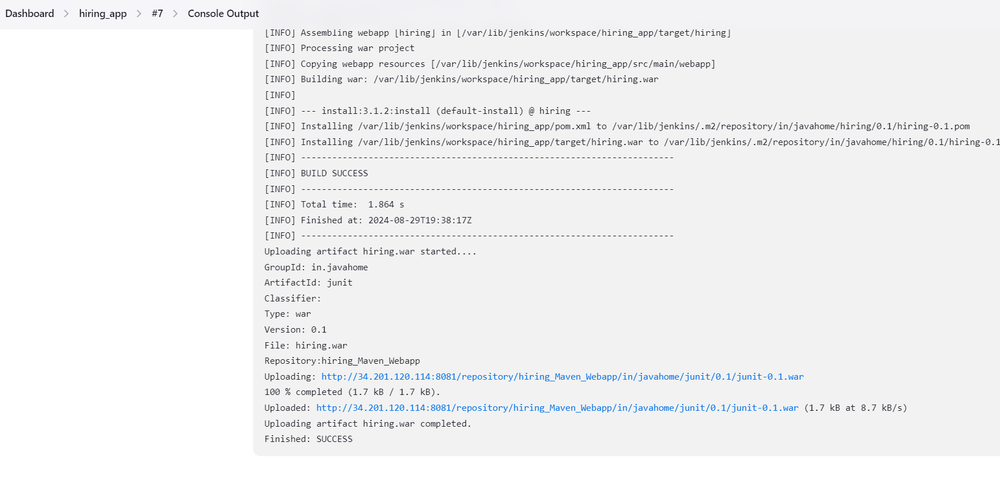 Dashboard > hiring_app > #7 > Console Output
[INFO] Assembling webapp [hiring] in [/var/lib/jenkins/workspace/hiring_app/target/hiring]
[INFO] Processing war project
[INFO] Copying webapp resources [/var/lib/jenkins/workspace/hiring_app/src/main/webapp]
[INFO] Building war: /var/lib/jenkins/workspace/hiring_app/target/hiring.war
[INFO]
[INFO] --- install:3.1.2:install (default-install) @ hiring ---
[INFO] Installing /var/lib/jenkins/workspace/hiring_app/pom.xml to /var/lib/jenkins/.m2/repository/in/javahome/hiring/0.1/hiring-0.1.pom
[INFO] Installing /var/lib/jenkins/workspace/hiring_app/target/hiring.war to /var/lib/jenkins/.m2/repository/in/javahome/hiring/0.1/hiring-0.1
[INFO] ------------------------------------------------------------------------
[INFO] BUILD SUCCESS
[INFO] ------------------------------------------------------------------------
[INFO] Total time:  1.864 s
[INFO] Finished at: 2024-08-29T19:38:17Z
[INFO] ------------------------------------------------------------------------
Uploading artifact hiring.war started....
GroupId: in.javahome
ArtifactId: junit
Classifier:
Type: war
Version: 0.1
File: hiring.war
Repository:hiring_Maven_Webapp
Uploading: http://34.201.120.114:8081/repository/hiring_Maven_Webapp/in/javahome/junit/0.1/junit-0.1.war
100 % completed (1.7 kB / 1.7 kB).
Uploaded: http://34.201.120.114:8081/repository/hiring_Maven_Webapp/in/javahome/junit/0.1/junit-0.1.war (1.7 kB at 8.7 kB/s)
Uploading artifact hiring.war completed.
Finished: SUCCESS